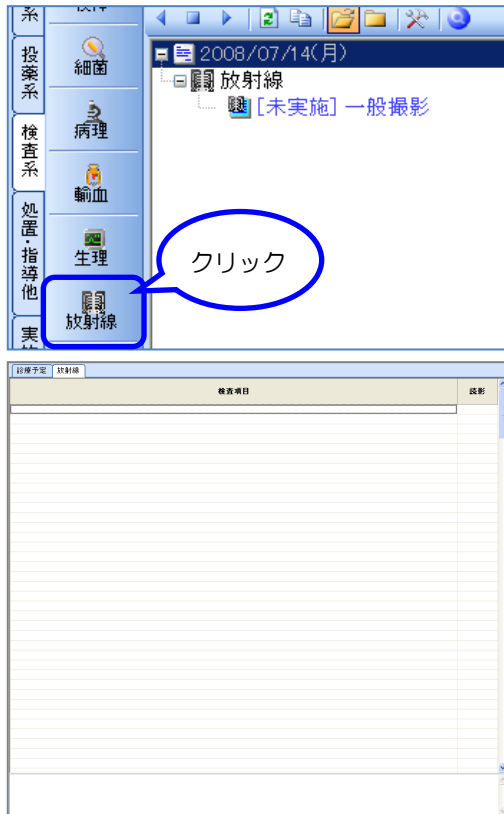 系
投薬系
検査系
処置・指導他
実
細菌
病理
輸血
生理
放射線
2008/07/14(月)
放射線
[未実施] 一般撮影
クリック
診療予定 放射線
検査項目 読影